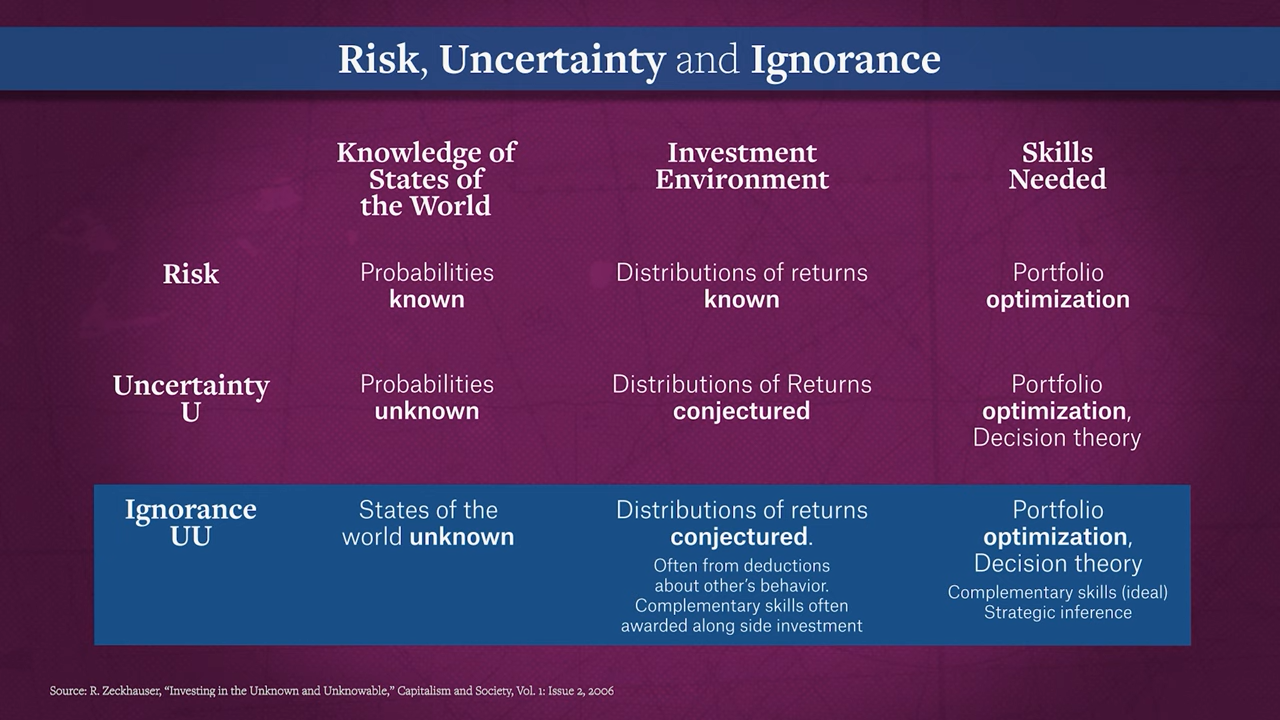 Risk, Uncertainty and Ignorance
Knowledge of
States of
the World
Investment
Environment
Skills
Needed
Risk
Probabilities
known
Distributions of returns
known
Portfolio
optimization
Uncertainty
U
Probabilities
unknown
Distributions of Returns
conjectured
Portfolio
optimization,
Decision theory
Ignorance
UU
States of the
world unknown
Distributions of returns
conjectured.
Often from deductions
about other's behavior.
Complementary skills often
awarded along side investment
Portfolio
optimization,
Decision theory
Complementary skills (ideal)
Strategic inference
Source: R. Zeckhauser, “Investing in the Unknown and Unknowable,” Capitalism and Society, Vol. 1: Issue 2, 2006